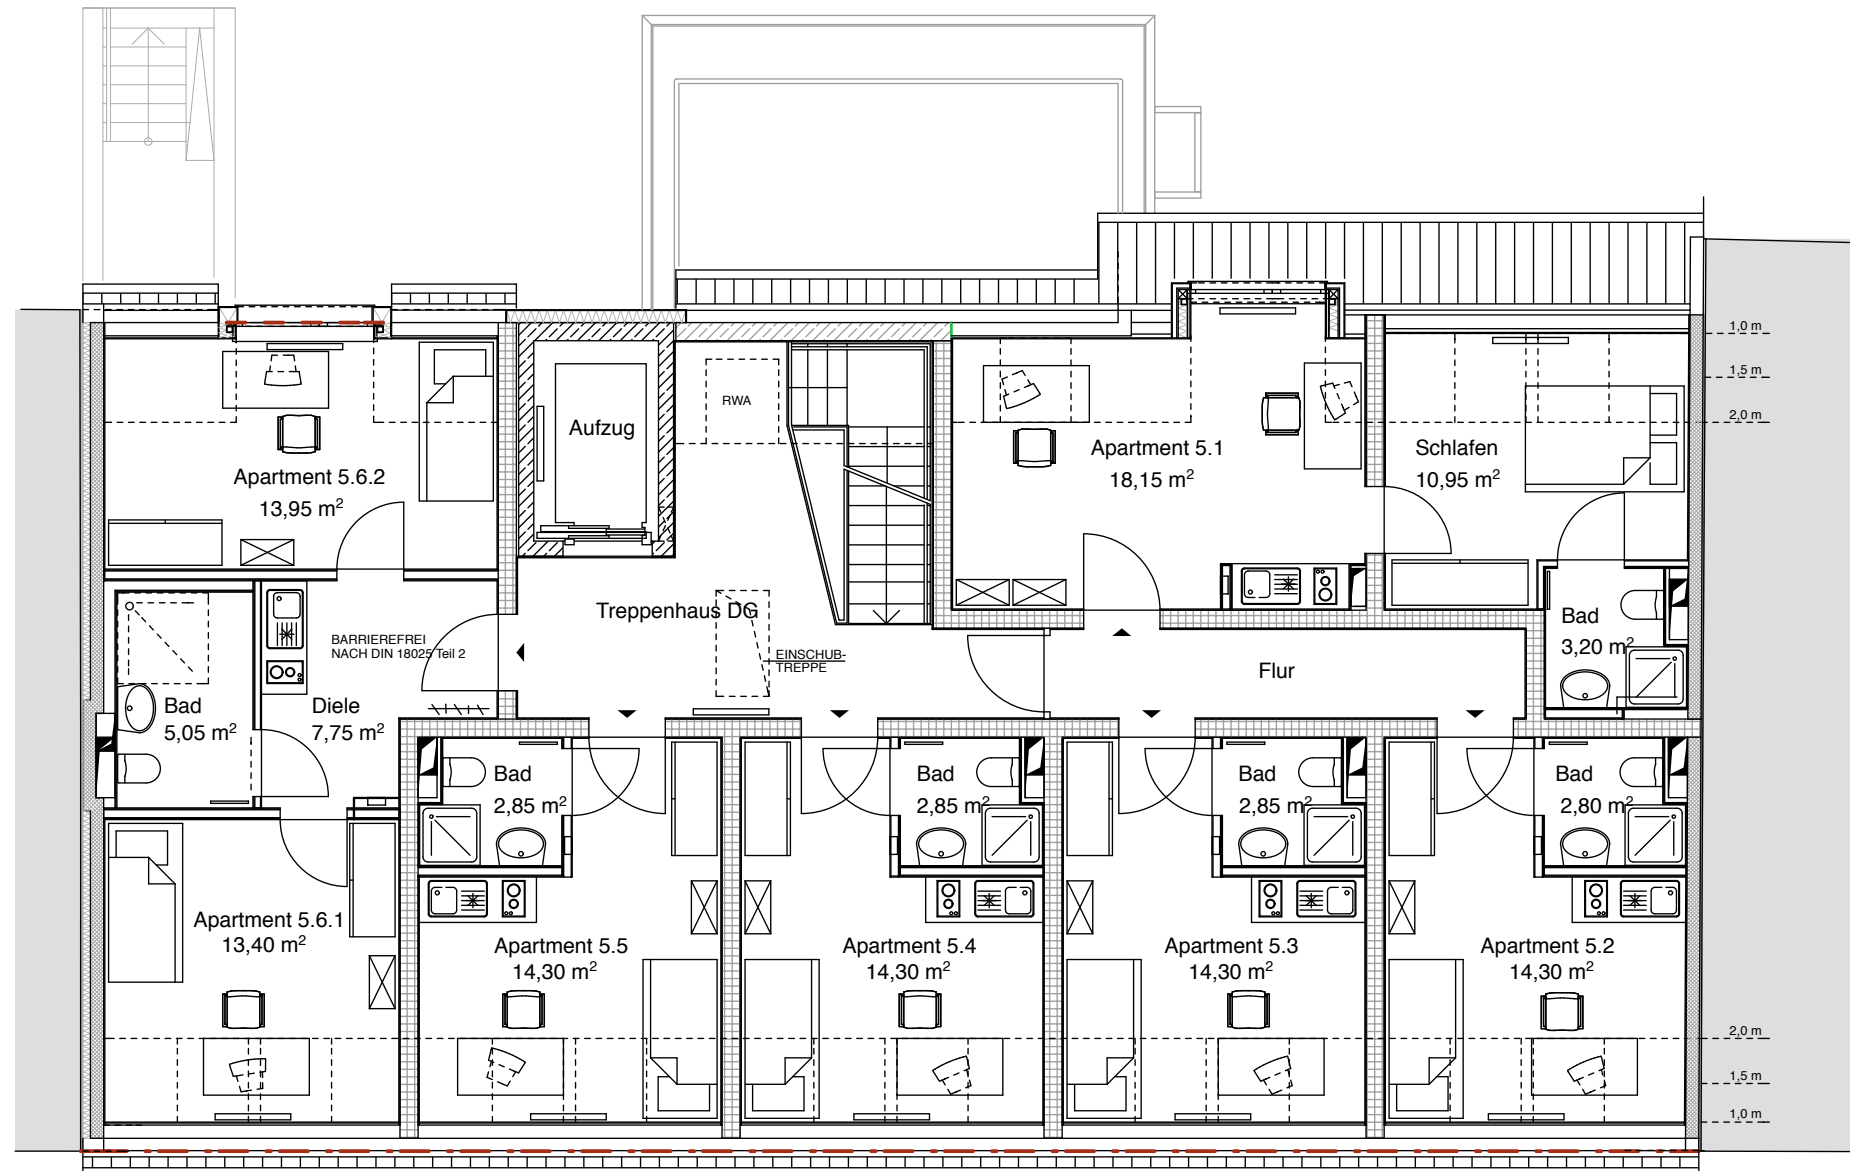 1,0 m
1,5 m
2,0 m
RWA
Aufzug
Apartment 5.6.2
13,95 m²
Apartment 5.1
18,15 m²
Schlafen
10,95 m²
Treppenhaus DG
EINSCHUB-
TREPPE
BARRIEREFREI
NACH DIN 18025 Teil 2
Bad
5,05 m²
Diele
7,75 m²
Flur
Bad
3,20 m²
Bad
2,85 m²
Bad
2,85 m²
Bad
2,85 m²
Bad
2,80 m²
Apartment 5.6.1
13,40 m²
Apartment 5.5
14,30 m²
Apartment 5.4
14,30 m²
Apartment 5.3
14,30 m²
Apartment 5.2
14,30 m²
2,0 m
1,5 m
1,0 m